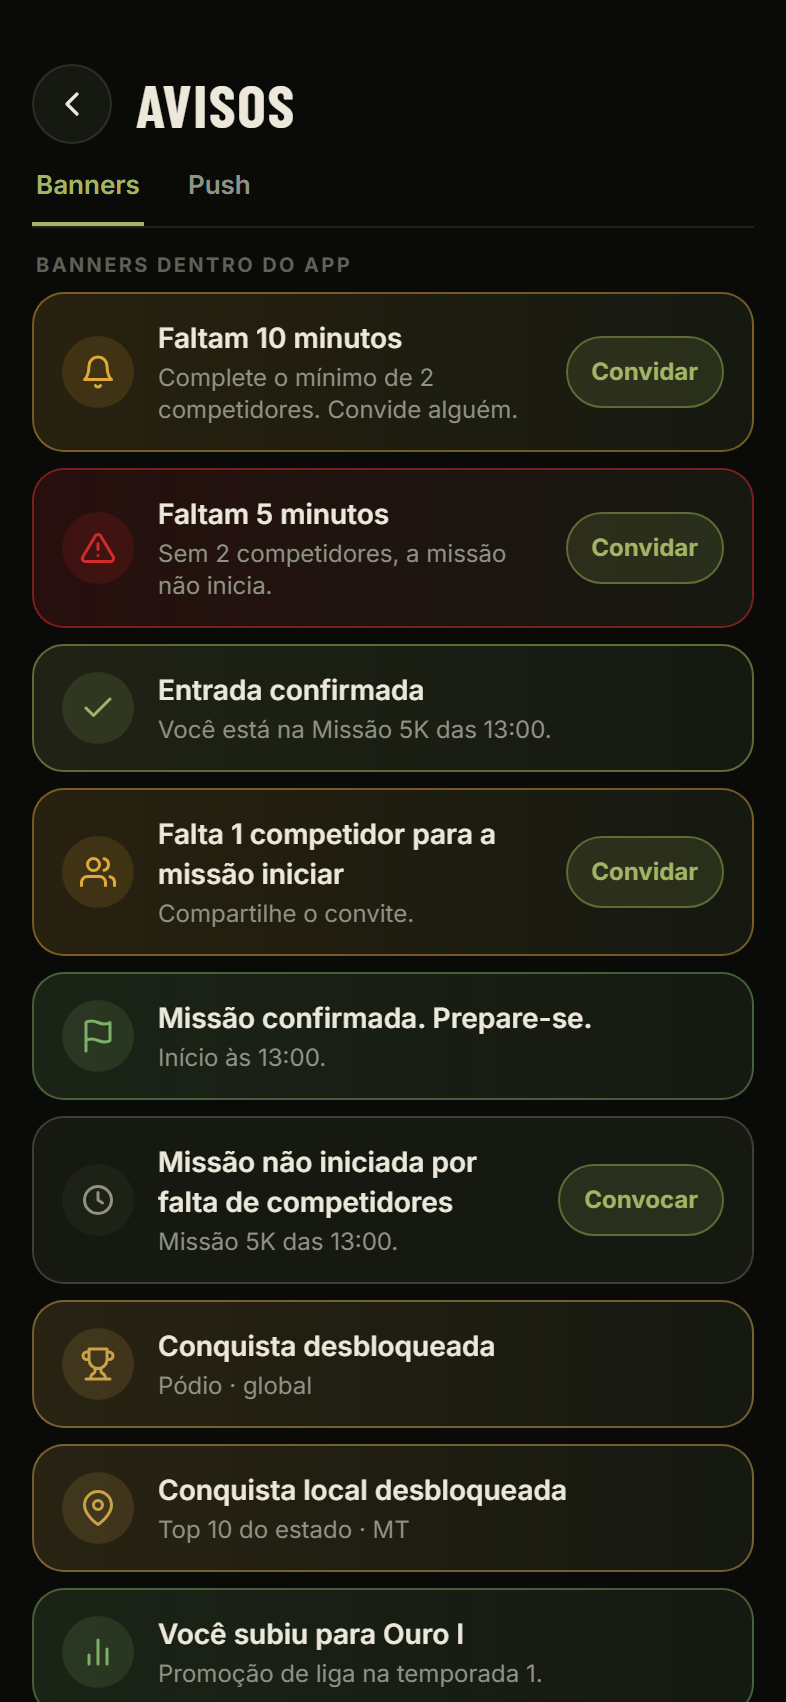 AVISOS
Banners
Push
BANNERS DENTRO DO APP
Faltam 10 minutos
Complete o mínimo de 2
competidores. Convide alguém.
Convidar
Faltam 5 minutos
Sem 2 competidores, a missão
não inicia.
Convidar
Entrada confirmada
Você está na Missão 5K das 13:00.
Falta 1 competidor para a
missão iniciar
Compartilhe o convite.
Convidar
Missão confirmada. Prepare-se.
Início às 13:00.
Missão não iniciada por
falta de competidores
Missão 5K das 13:00.
Convocar
Conquista desbloqueada
Pódio · global
Conquista local desbloqueada
Top 10 do estado · MT
Você subiu para Ouro I
Promoção de liga na temporada 1.